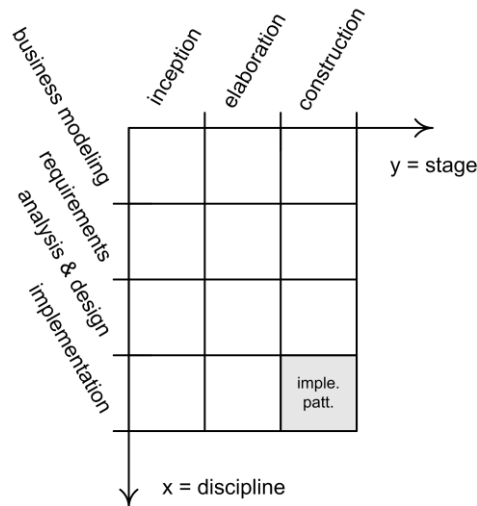 inception
elaboration
construction
y = stage
business modeling
requirements
analysis & design
implementation
imple.
patt.
x = discipline